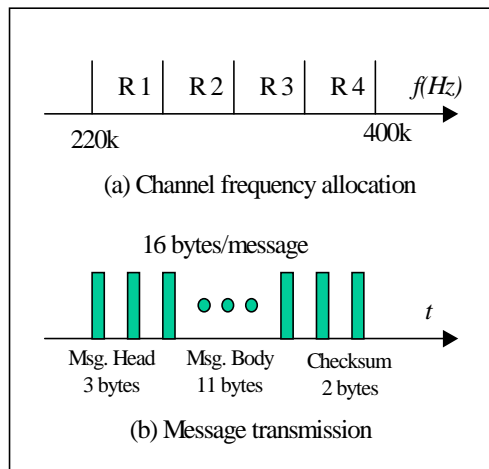 R 1 R 2 R 3 R 4 f(Hz)
220k 400k
(a) Channel frequency allocation
16 bytes/message
t
Msg. Head Msg. Body Checksum
3 bytes 11 bytes 2 bytes
(b) Message transmission